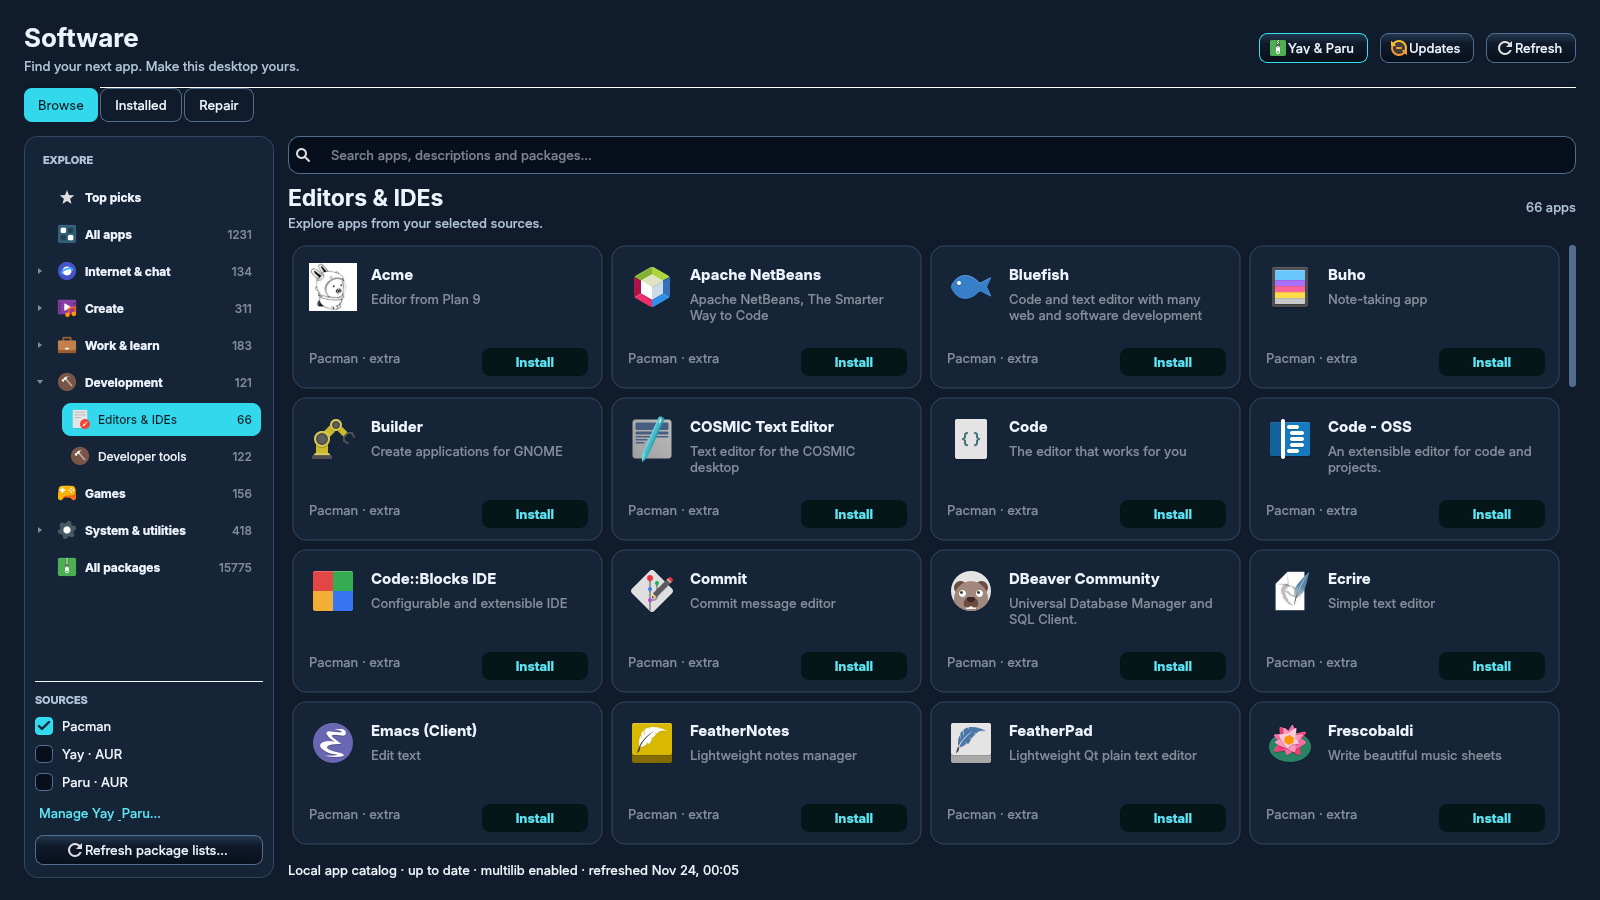 Software
Find your next app. Make this desktop yours.
Yay & Paru
Updates
Refresh
Browse
Installed
Repair
EXPLORE
Top picks
All apps 1231
Internet & chat 134
Create 311
Work & learn 183
Development 121
Editors & IDEs 66
Developer tools 122
Games 156
System & utilities 418
All packages 15775
SOURCES
Pacman
Yay · AUR
Paru · AUR
Manage Yay _Paru...
Refresh package lists...
Search apps, descriptions and packages...
Editors & IDEs
Explore apps from your selected sources.
66 apps
Acme
Editor from Plan 9
Pacman · extra
Install
Apache NetBeans
Apache NetBeans, The Smarter
Way to Code
Pacman · extra
Install
Bluefish
Code and text editor with many
web and software development
Pacman · extra
Install
Buho
Note-taking app
Pacman · extra
Install
Builder
Create applications for GNOME
Pacman · extra
Install
COSMIC Text Editor
Text editor for the COSMIC
desktop
Pacman · extra
Install
Code
The editor that works for you
Pacman · extra
Install
Code - OSS
An extensible editor for code and
projects.
Pacman · extra
Install
Code::Blocks IDE
Configurable and extensible IDE
Pacman · extra
Install
Commit
Commit message editor
Pacman · extra
Install
DBeaver Community
Universal Database Manager and
SQL Client.
Pacman · extra
Install
Ecrire
Simple text editor
Pacman · extra
Install
Emacs (Client)
Edit text
Pacman · extra
Install
FeatherNotes
Lightweight notes manager
Pacman · extra
Install
FeatherPad
Lightweight Qt plain text editor
Pacman · extra
Install
Frescobaldi
Write beautiful music sheets
Pacman · extra
Install
Local app catalog · up to date · multilib enabled · refreshed Nov 24, 00:05